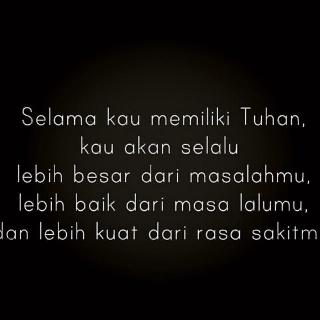 Selama kau memiliki Tuhan,
kau akan selalu
lebih besar dari masalahmu,
lebih baik dari masa lalumu,
dan lebih kuat dari rasa sakitm